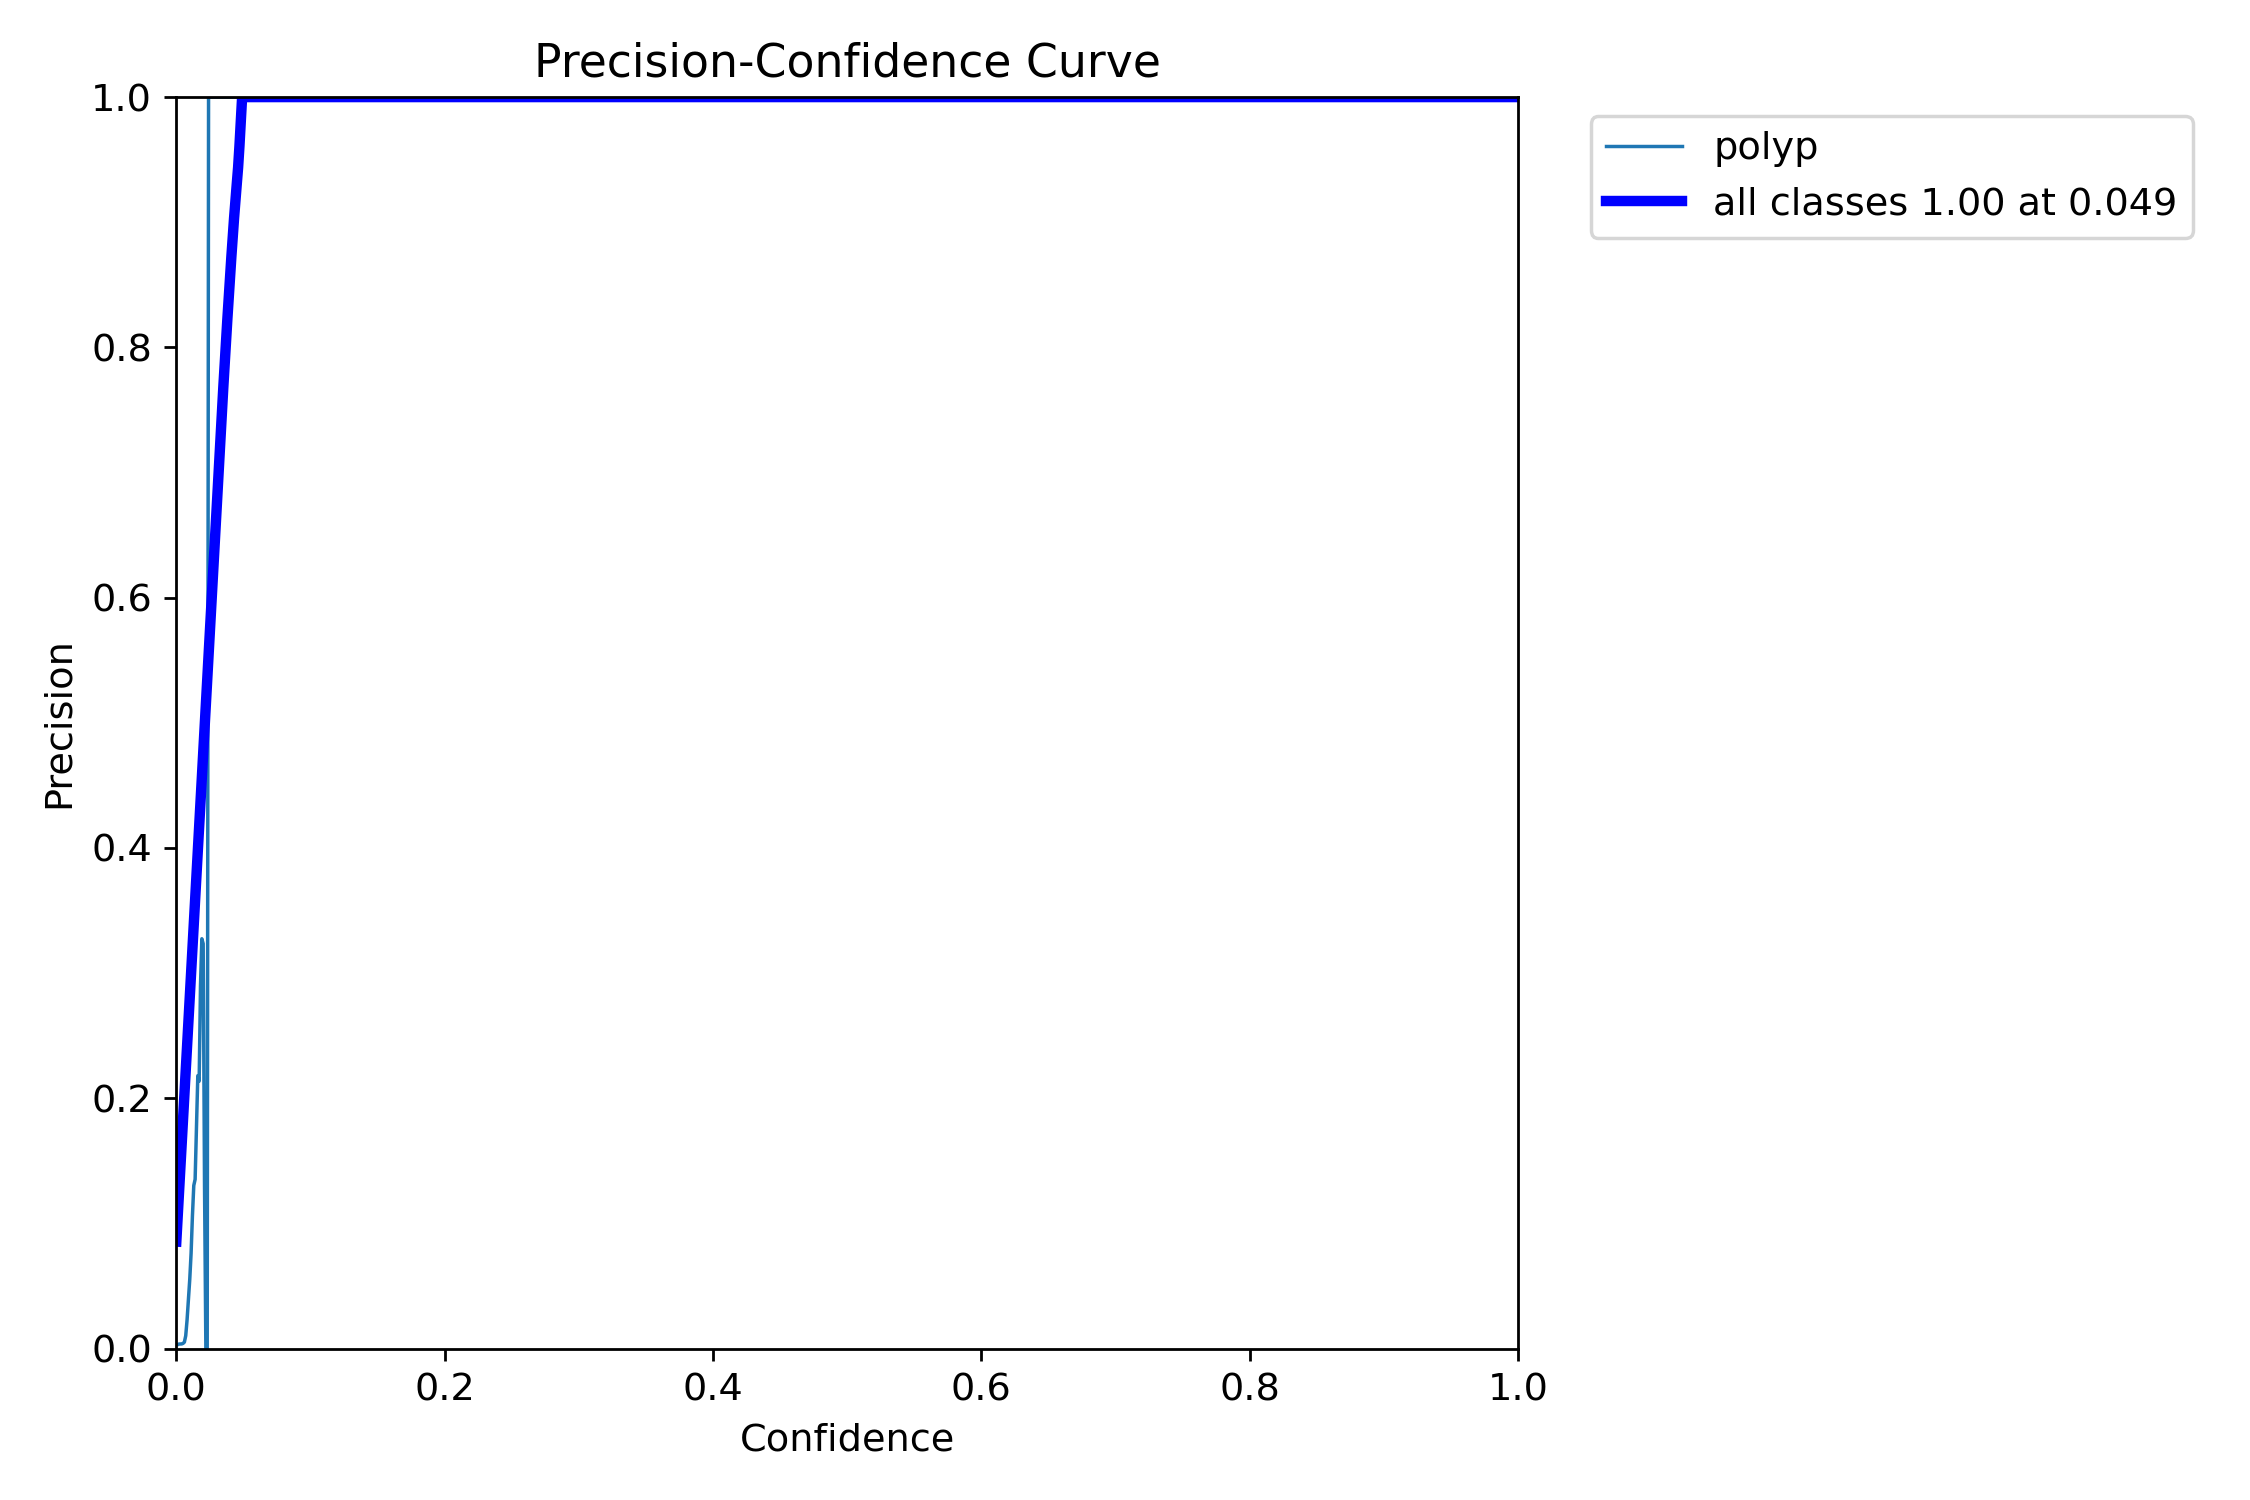 Precision-Confidence Curve
polyp
all classes 1.00 at 0.049
1.0
0.8
0.6
0.4
0.2
0.0
Precision
0.0 0.2 0.4 0.6 0.8 1.0
Confidence